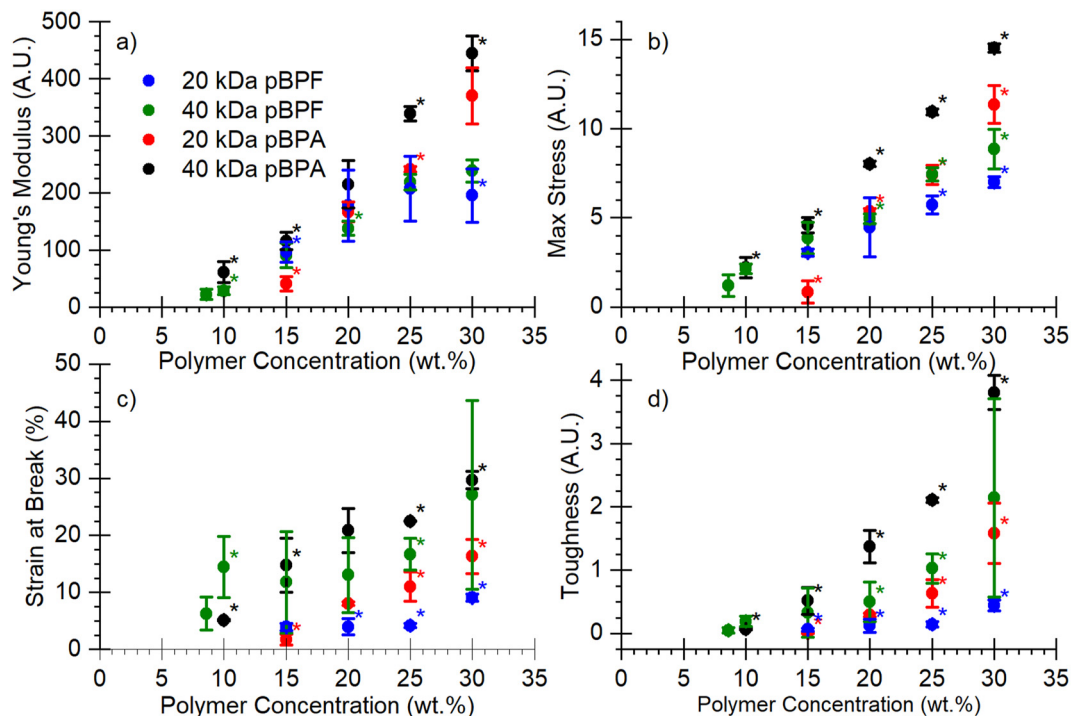 a)
Young's Modulus (A.U.)
500
400
300
200
100
0
20 kDa pBPF
40 kDa pBPF
20 kDa pBPA
40 kDa pBPA
* * * * * * * * * *
0 5 10 15 20 25 30 35
Polymer Concentration (wt.%)
b)
Max Stress (A.U.)
15
10
5
0
* * * * * * * * * * * *
0 5 10 15 20 25 30 35
Polymer Concentration (wt.%)
c)
Strain at Break (%)
50
40
30
20
10
0
* * * * * * * * * * *
0 5 10 15 20 25 30 35
Polymer Concentration (wt.%)
d)
Toughness (A.U.)
4
3
2
1
0
* * * * * * * * * * * * * *
0 5 10 15 20 25 30 35
Polymer Concentration (wt.%)